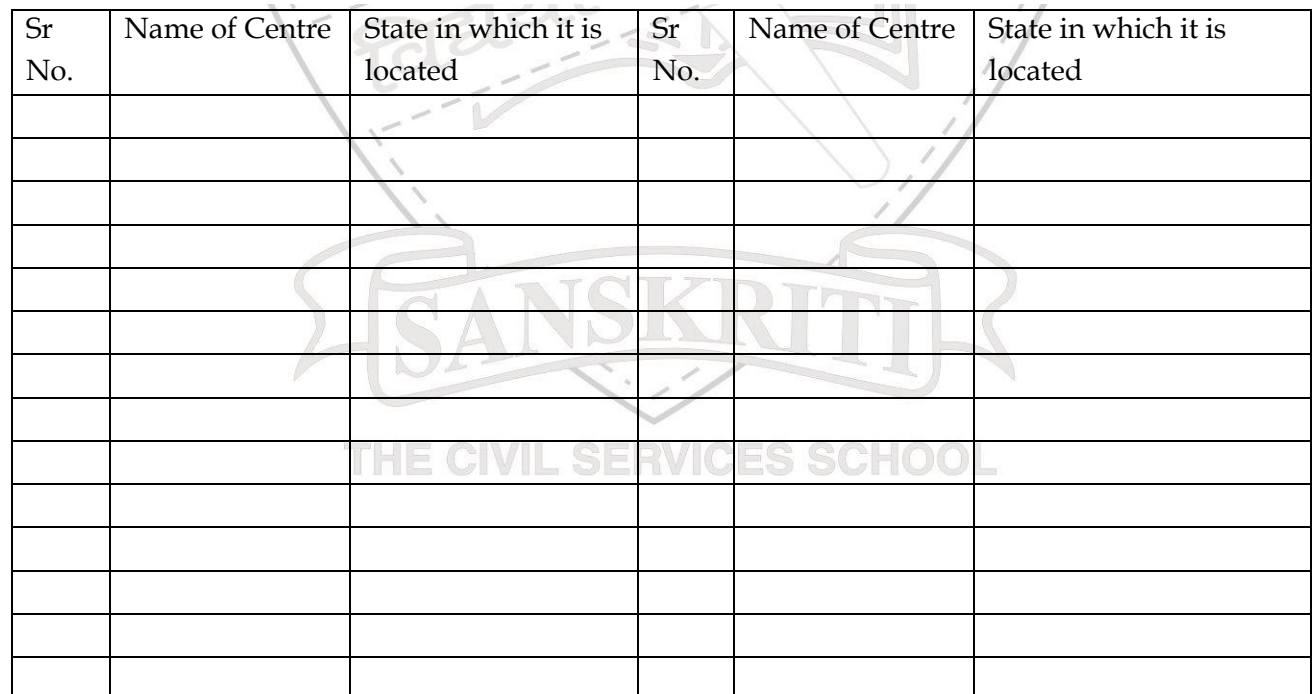 Sr No. Name of Centre State in which it is located Sr No. Name of Centre State in which it is located
SANSKRITI
THE CIVIL SERVICES SCHOOL